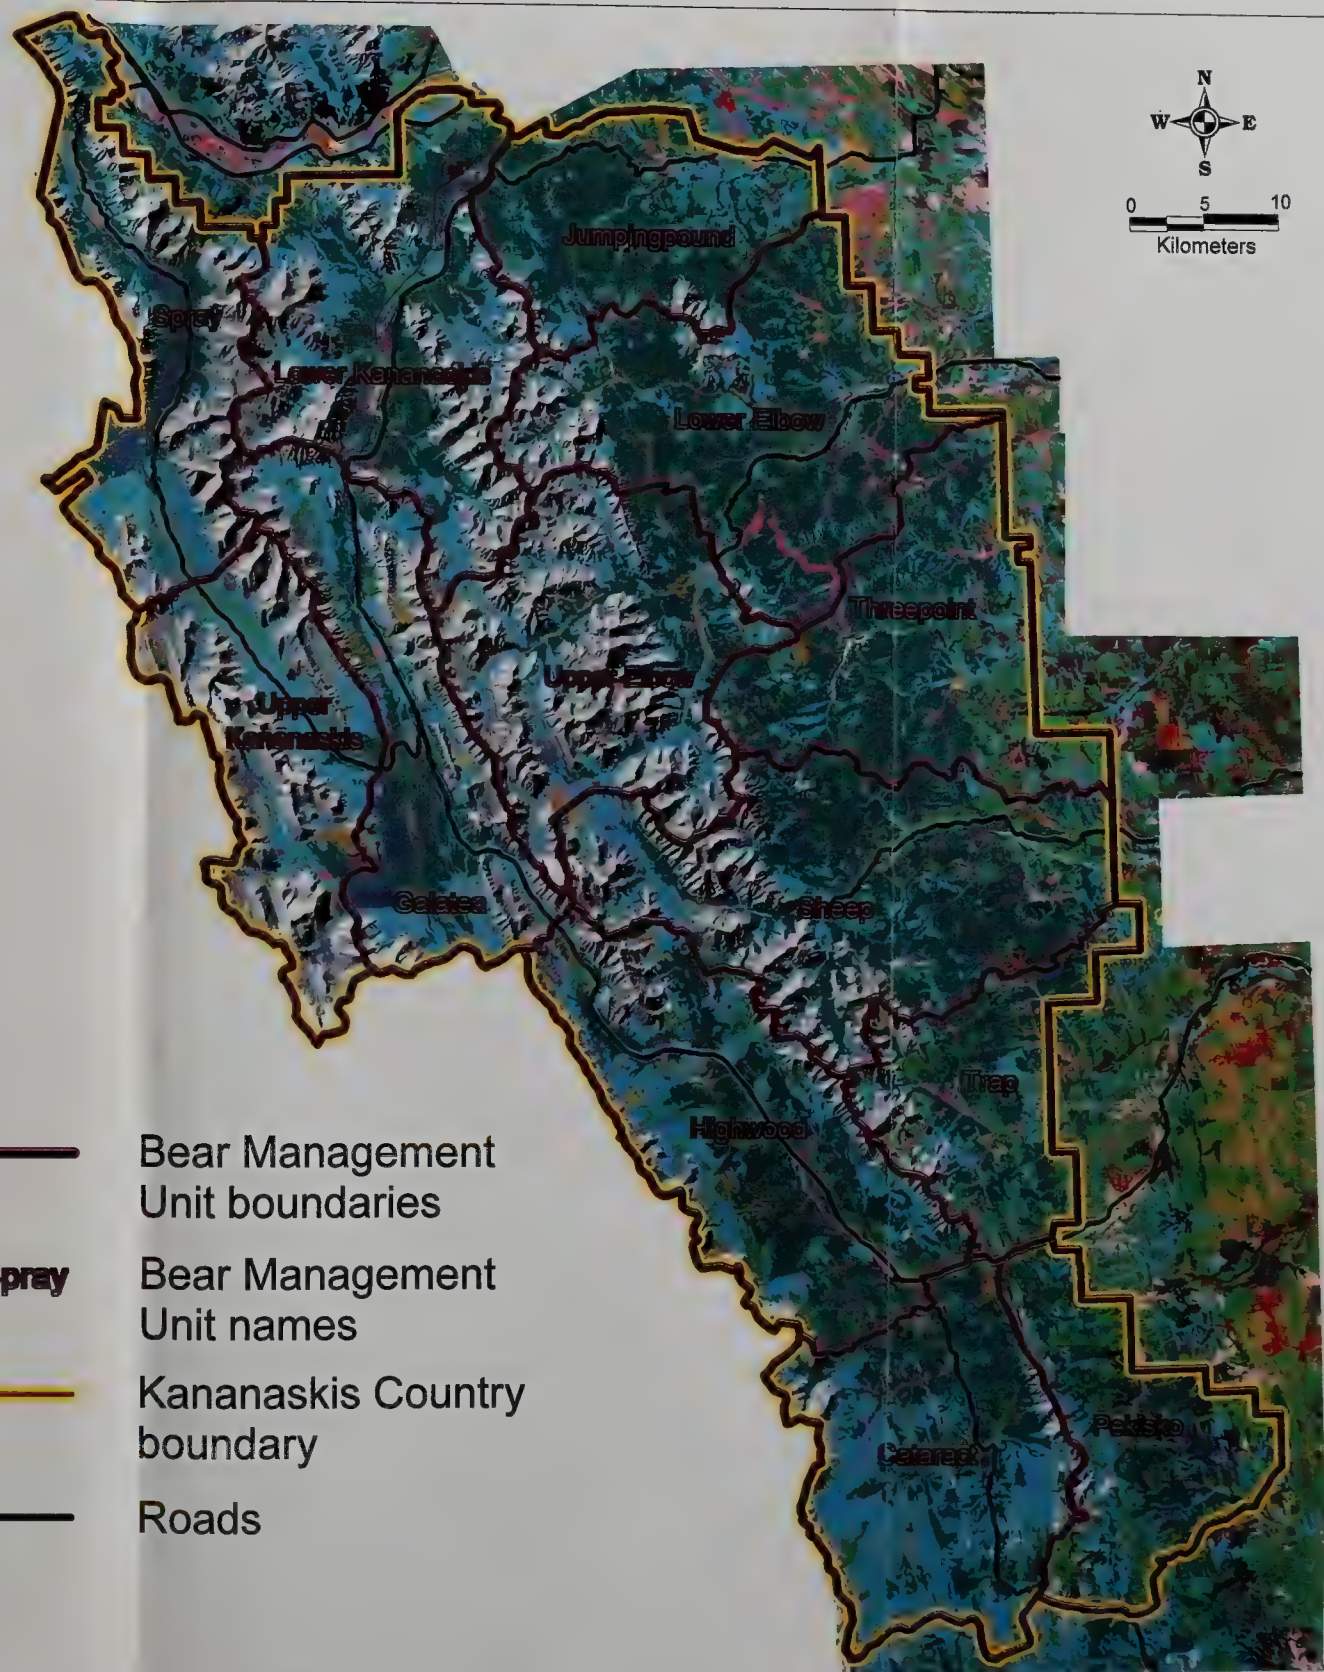 N
W E
S
0 5 10
Kilometers
Jumpingpound
Spray
Lower Kananaskis
Lower Elbow
Threepoint
Upper Elbow
Upper
Kananaskis
Galatea
Sheep
Trap
Highwood
Pekisko
Cataract
Bear Management
Unit boundaries
pray
Bear Management
Unit names
Kananaskis Country
boundary
Roads